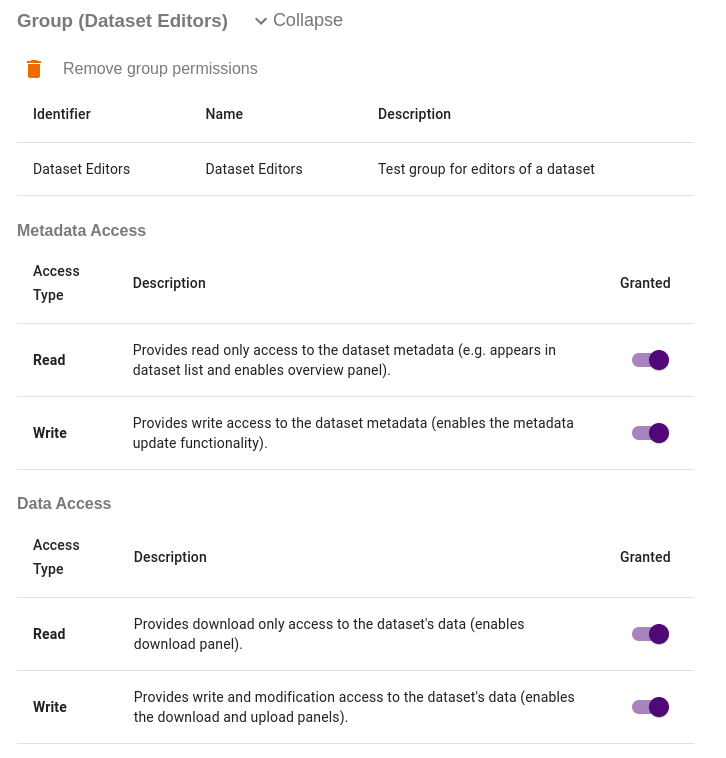 Group (Dataset Editors) Collapse
Remove group permissions
Identifier Name Description
Dataset Editors Dataset Editors Test group for editors of a dataset
Metadata Access
Access
Type
Description Granted
Read
Provides read only access to the dataset metadata (e.g. appears in
dataset list and enables overview panel).
Write
Provides write access to the dataset metadata (enables the metadata
update functionality).
Data Access
Access
Type
Description Granted
Read
Provides download only access to the dataset's data (enables
download panel).
Write
Provides write and modification access to the dataset's data (enables
the download and upload panels).